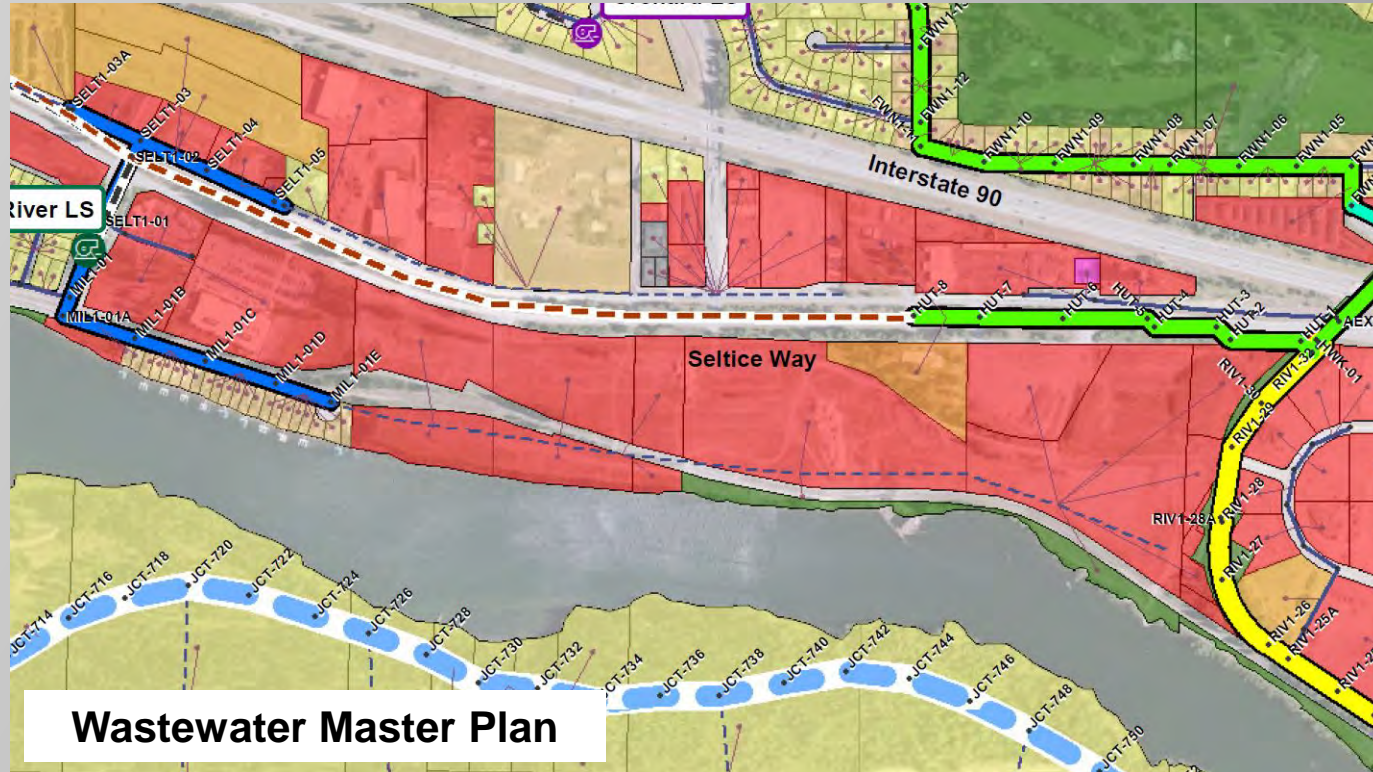 FWN1-12
FWN1-10
FWN1-09
FWN1-08
FWN1-07
FWN1-06
FWN1-05
SELT1-03A
SELT1-03
SELT1-04
SELT1-02
SELT1-05
SELT1-01
River LS
Interstate 90
MIL1-01
MIL1-01A
MIL1-01B
MIL1-01C
MIL1-01D
MIL1-01E
HUT-8
HUT-7
HUT-6
HUT-5
HUT-4
HUT-3
HUT-2
HUT-1
Seltice Way
HWK-01
RIV1-32
RIV1-30
RIV1-29
RIV1-28
RIV1-28A
RIV1-27
RIV1-26
RIV1-25A
JCT-714
JCT-716
JCT-718
JCT-720
JCT-722
JCT-724
JCT-726
JCT-728
JCT-730
JCT-732
JCT-734
JCT-736
JCT-738
JCT-740
JCT-742
JCT-744
JCT-746
JCT-748
JCT-750
Wastewater Master Plan